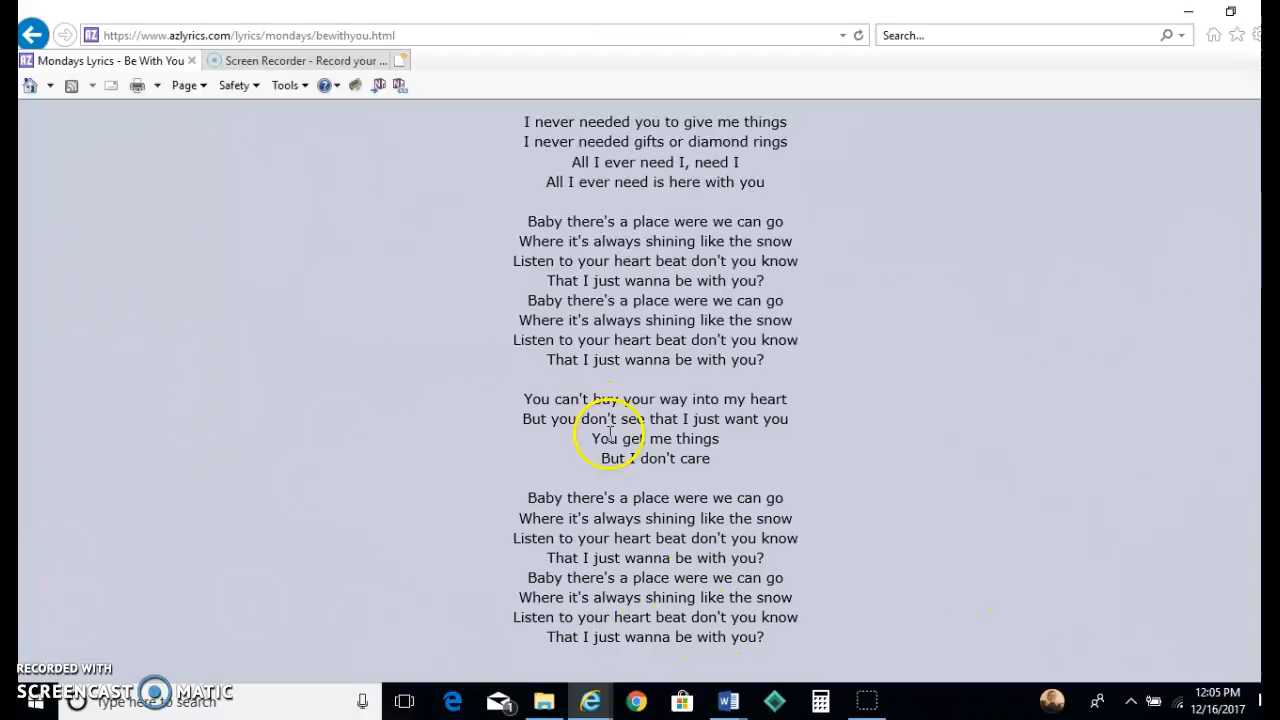 https://www.azlyrics.com/lyrics/mondays/bewithyou.html
Search...
Mondays Lyrics - Be With You
Screen Recorder - Record your ...
Page
Safety
Tools
I never needed you to give me things
I never needed gifts or diamond rings
All I ever need I, need I
All I ever need is here with you
Baby there's a place were we can go
Where it's always shining like the snow
Listen to your heart beat don't you know
That I just wanna be with you?
Baby there's a place were we can go
Where it's always shining like the snow
Listen to your heart beat don't you know
That I just wanna be with you?
You can't buy your way into my heart
But you don't see that I just want you
You get me things
But I don't care
Baby there's a place were we can go
Where it's always shining like the snow
Listen to your heart beat don't you know
That I just wanna be with you?
Baby there's a place were we can go
Where it's always shining like the snow
Listen to your heart beat don't you know
That I just wanna be with you?
RECORDED WITH
SCREENCAST MATIC
Type here to search
1
12:05 PM
12/16/2017